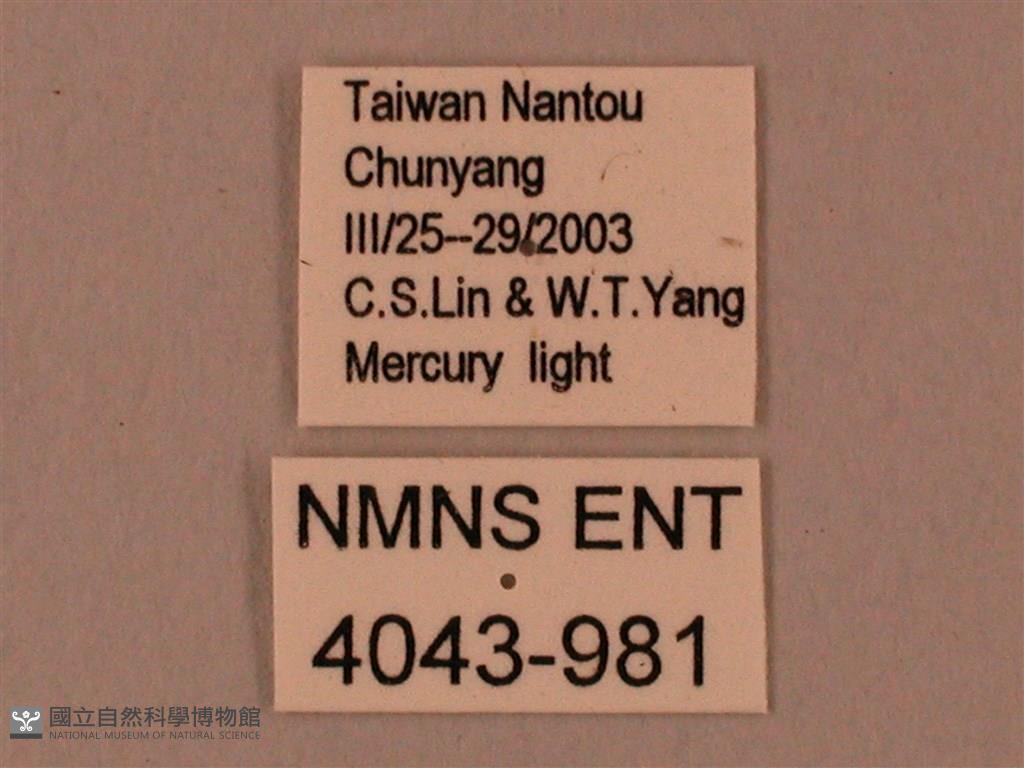 Taiwan Nantou
Chunyang
III/25--29/2003
C.S.Lin & W.T.Yang
Mercury light
NMNS ENT
4043-981
國立自然科學博物館
NATIONAL MUSEUM OF NATURAL SCIENCE